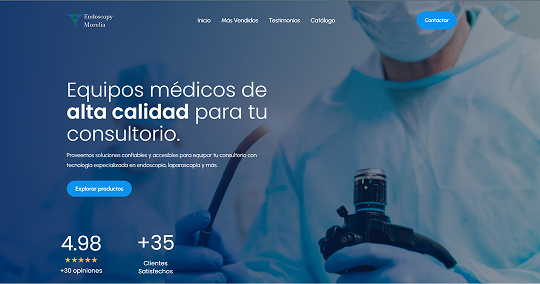 Endoscopy
Morelia
Inicio
Más Vendidos
Testimonios
Catálogo
Contactar
Equipos médicos de
alta calidad para tu
consultorio.
Proveemos soluciones confiables y accesibles para equipar tu consultorio con
tecnología especializada en endoscopia, laparoscopia y más.
Explorar productos
4.98
+35
★★★★★
+30 opiniones
Clientes
Satisfechos